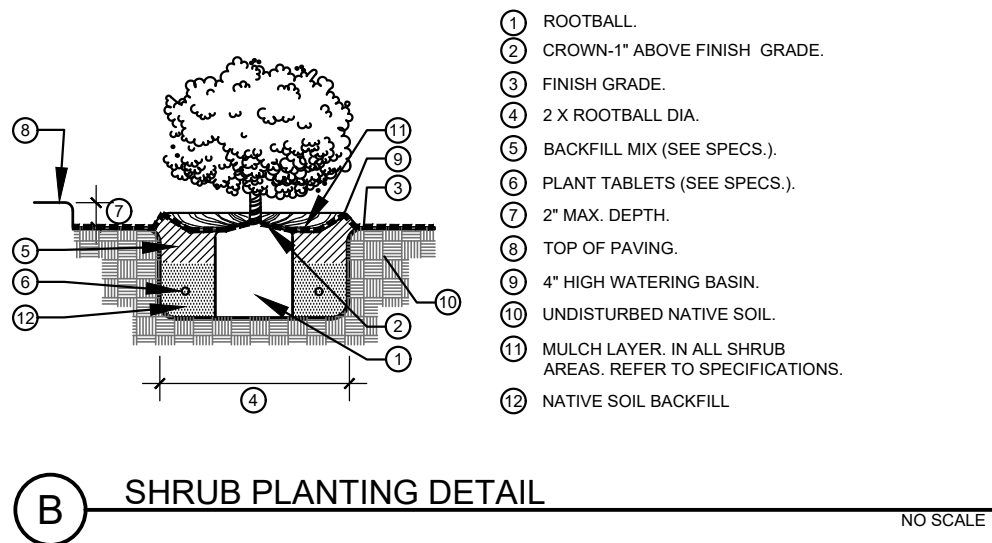 1 ROOTBALL.
2 CROWN-1" ABOVE FINISH GRADE.
3 FINISH GRADE.
4 2 X ROOTBALL DIA.
5 BACKFILL MIX (SEE SPECS.).
6 PLANT TABLETS (SEE SPECS.).
7 2" MAX. DEPTH.
8 TOP OF PAVING.
9 4" HIGH WATERING BASIN.
10 UNDISTURBED NATIVE SOIL.
11 MULCH LAYER. IN ALL SHRUB
AREAS. REFER TO SPECIFICATIONS.
12 NATIVE SOIL BACKFILL
8
11
9
7
3
5
6
10
12
2
1
4
B SHRUB PLANTING DETAIL
NO SCALE